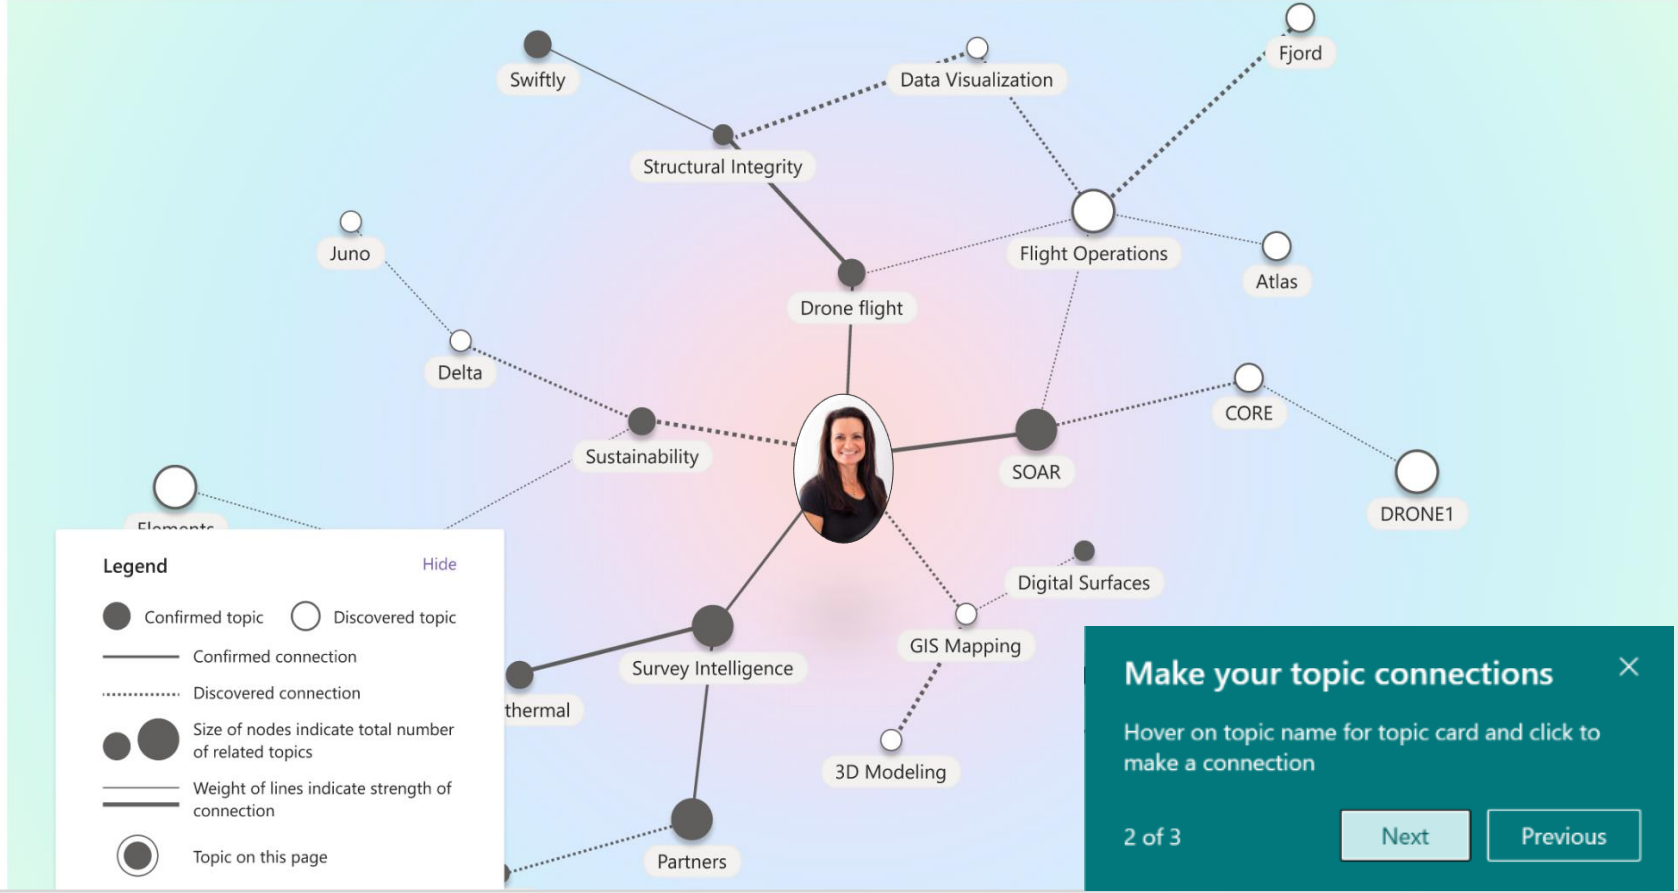 Fjord
Swiftly
Data Visualization
Structural Integrity
Juno
Flight Operations
Atlas
Drone flight
Delta
CORE
Sustainability
SOAR
DRONE1
Elements
Digital Surfaces
GIS Mapping
Survey Intelligence
thermal
3D Modeling
Partners
Legend
Hide
Confirmed topic
Discovered topic
Confirmed connection
Discovered connection
Size of nodes indicate total number
of related topics
Weight of lines indicate strength of
connection
Topic on this page
Make your topic connections
Hover on topic name for topic card and click to
make a connection
2 of 3
Next
Previous